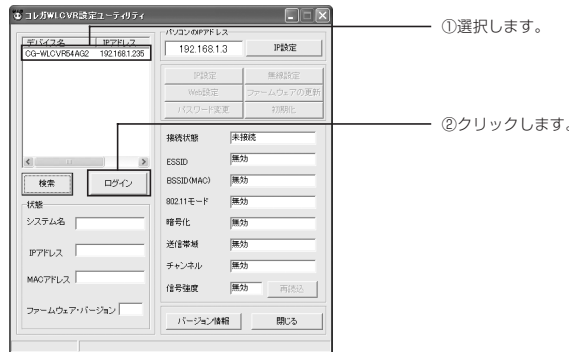 コレガWLCVR設定ユーティリティ
デバイス名 IPアドレス
CG-WLCVR54AG2 192.168.1.235
検索 ログイン
状態
システム名
IPアドレス
MACアドレス
ファームウェア・バージョン
パソコンのIPアドレス
192.168.1.3 IP設定
IP設定 無線設定
Web設定 ファームウェアの更新
パスワード変更 初期化
接続状態 未接続
ESSID 無効
BSSID(MAC) 無効
802.11モード 無効
暗号化 無効
送信帯域 無効
チャンネル 無効
信号強度 無効 再読込
バージョン情報 閉じる
①選択します。
②クリックします。